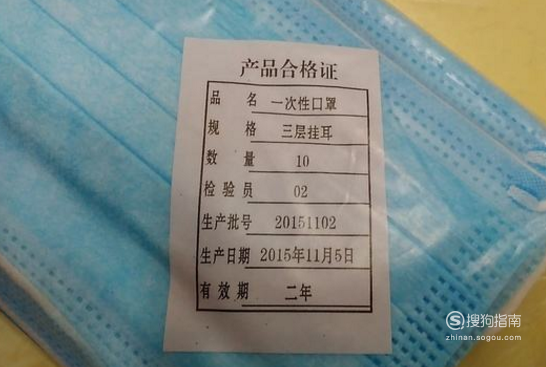 产品合格证
品 名 一次性口罩
规 格 三层挂耳
数 量 10
检验员 02
生产批号 20151102
生产日期 2015年11月5日
有效期 二年
搜狗指南
zhinan.sogou.com